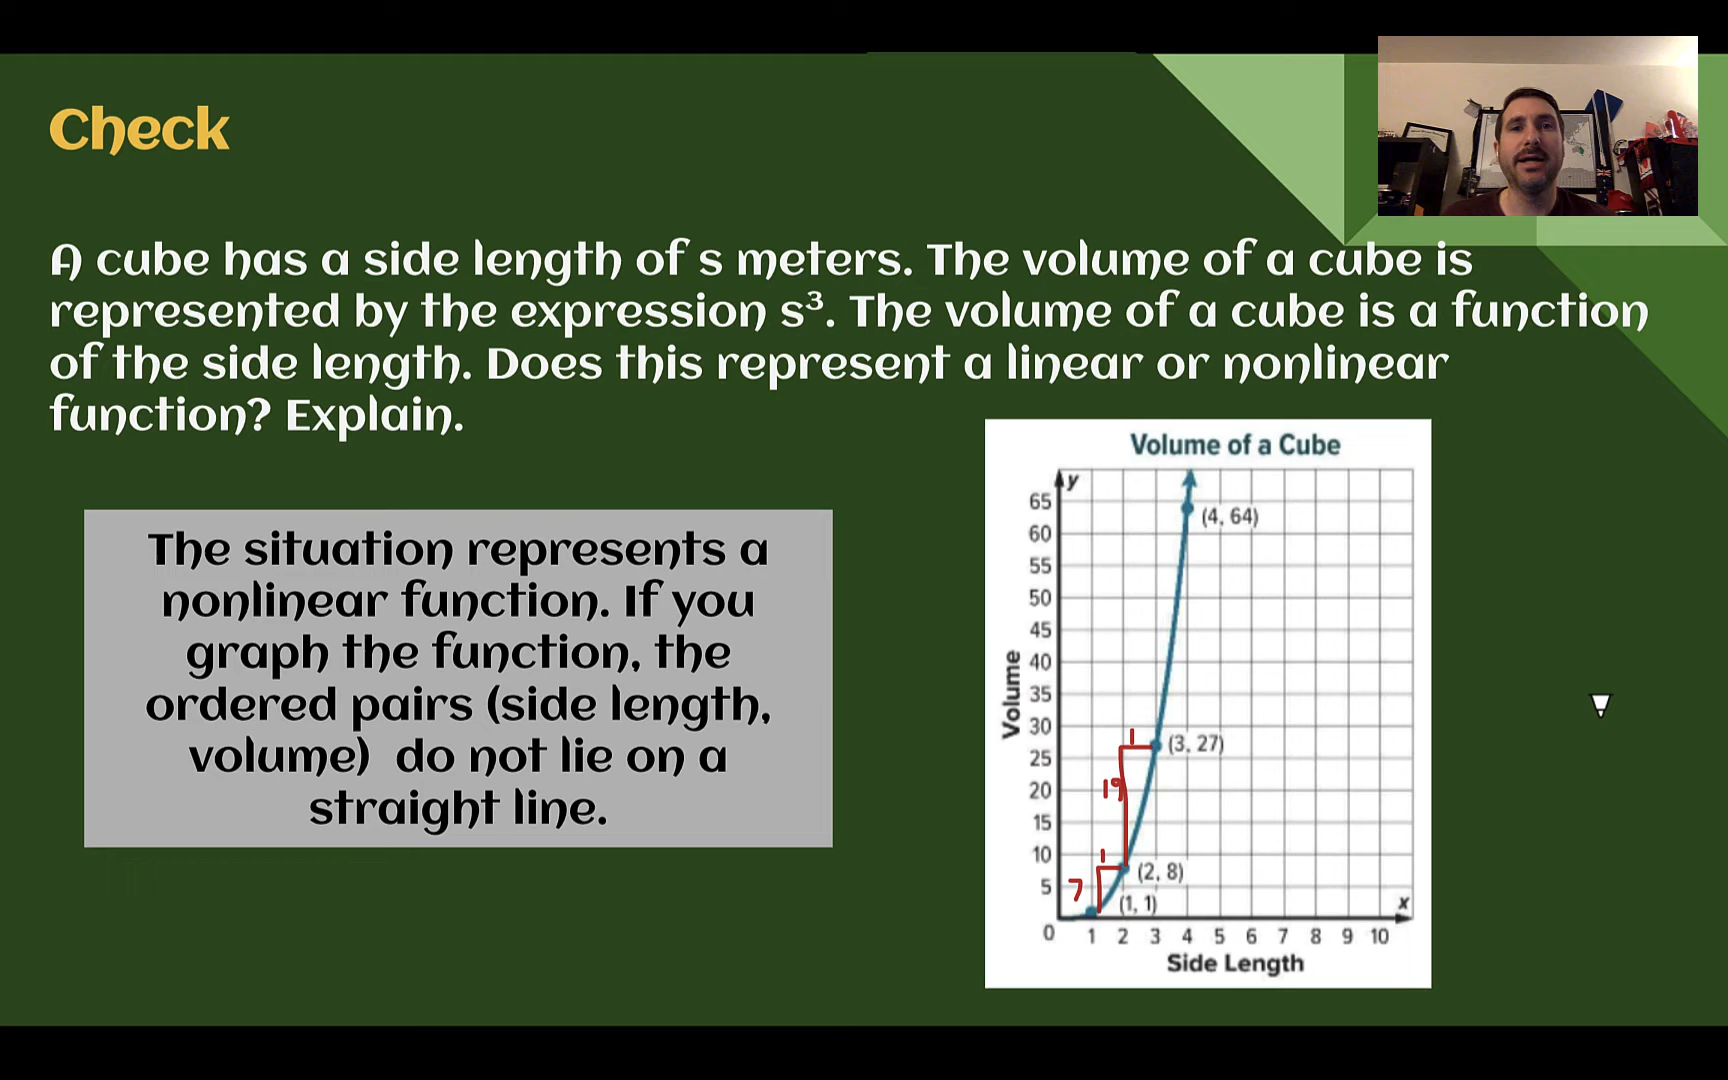 Check
A cube has a side length of s meters. The volume of a cube is
represented by the expression s³. The volume of a cube is a function
of the side length. Does this represent a linear or nonlinear
function? Explain.
The situation represents a
nonlinear function. If you
graph the function, the
ordered pairs (side length,
volume) do not lie on a
straight line.
Volume of a Cube
y
65
(4, 64)
60
55
50
45
40
35
30
1
(3, 27)
25
19
20
15
10
1
(2, 8)
7
5
(1, 1)
x
0 1 2 3 4 5 6 7 8 9 10
Volume
Side Length